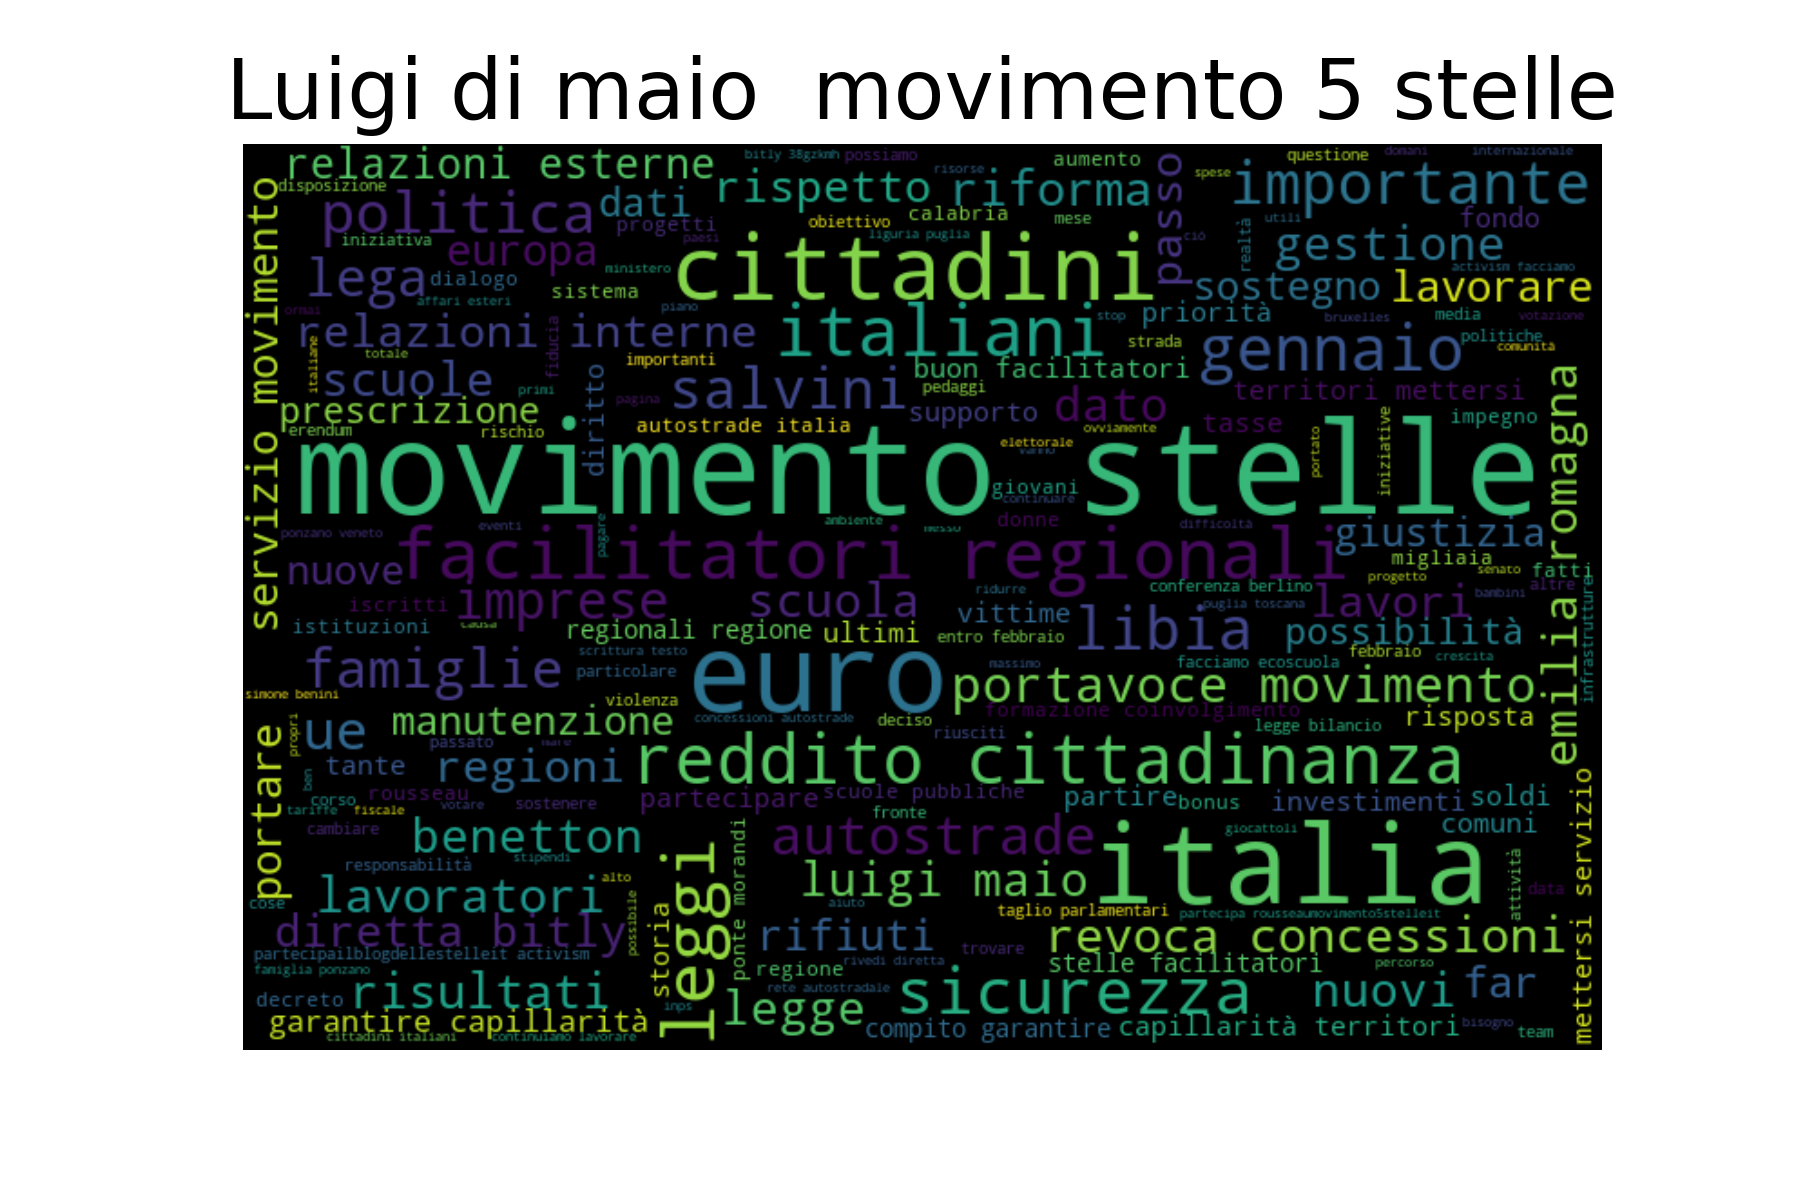 Luigi di maio  movimento 5 stelle
relazioni esterne
bitly 38gzkmh
possiamo
aumento
questione
domani
internazionale
disposizione
risorse
spese
importante
rispetto
riforma
passo
politica
dati
progetti
obiettivo
calabria
mese
utili
fondo
iniziativa
europa
paesi
liguria puglia
cittadini
ciò
realtà
gestione
lega
dialogo
ministero
sistema
activism facciamo
sostegno
lavorare
affari esteri
piano
ormai
servizio movimento
relazioni interne
italiani
stop
priorità
bruxelles
media
votazione
fiducia
strada
gennaio
politiche
comunità
italiane
totale
importanti
buon facilitatori
scuole
primi
diritto
salvini
pedaggi
territori mettersi
pagina
prescrizione
supporto
dato
tasse
impegno
erendum
rischio
autostrade italia
ovviamente
elettorale
vanno
portato
iniziative
emilia romagna
movimento stelle
giovani
continuare
ponzano veneto
eventi
pagare
ambiente
messo
donne
difficoltà
giustizia
facilitatori regionali
migliaia
nuove
progetto
senato
fatti
ridurre
conferenza berlino
altre
bambini
infrastrutture
iscritti
imprese
scuola
vittime
puglia toscana
lavori
istituzioni
causa
regionali regione
ultimi
entro febbraio
libia
possibilità
scrittura testo
febbraio
crescita
famiglie
particolare
euro
massimo
facciamo ecoscuola
simone benini
violenza
portavoce movimento
formazione coinvolgimento
propri
ue
manutenzione
concessioni autostrade
deciso
legge bilancio
risposta
portare
passato
riusciti
ben
tante
regioni
reddito cittadinanza
corso
rousseau
partecipare
scuole pubbliche
partire
bonus
investimenti
soldi
tariffe
fiscale
votare
sostenere
fronte
mettersi servizio
cambiare
benetton
ponte morandi
autostrade
giocattoli
comuni
italia
responsabilità
stipendi
leggi
luigi maio
attività
lavoratori
alto
data
cose
aiuto
taglio parlamentari
partecipa rousseaumovimento5stelleit
possibile
storia
diretta bitly
rifiuti
trovare
revoca concessioni
partecipailblogdellestelleit activism
rivedi diretta
famiglia ponzano
regione
stelle facilitatori
percorso
decreto
risultati
rete autostradale
sicurezza
nuovi
far
inps
legge
garantire capillarità
compito garantire
capillarità territori
bisogno
team
cittadini italiani
continuiamo lavorare